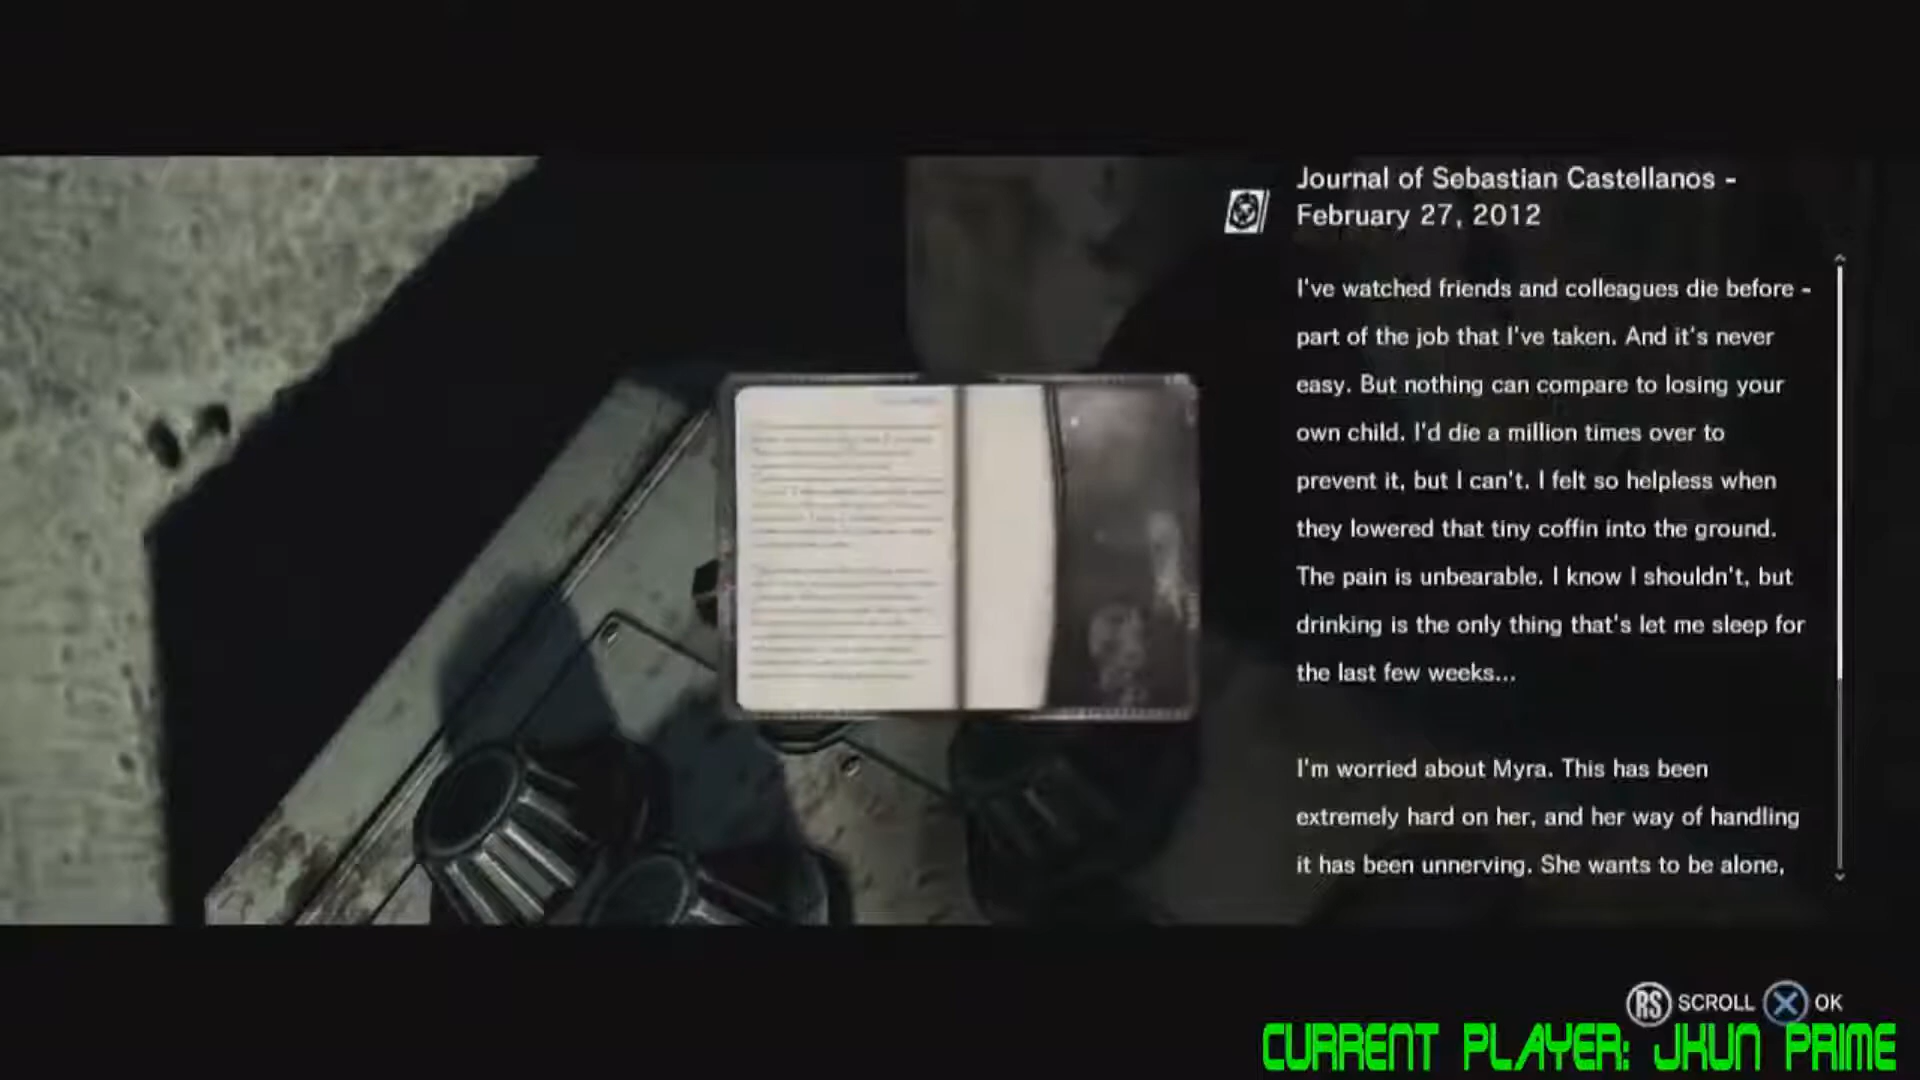 Journal of Sebastian Castellanos -
February 27, 2012
I've watched friends and colleagues die before -
part of the job that I've taken. And it's never
easy. But nothing can compare to losing your
own child. I'd die a million times over to
prevent it, but I can't. I felt so helpless when
they lowered that tiny coffin into the ground.
The pain is unbearable. I know I shouldn't, but
drinking is the only thing that's let me sleep for
the last few weeks...
I'm worried about Myra. This has been
extremely hard on her, and her way of handling
it has been unnerving. She wants to be alone,
RS SCROLL X OK
CURRENT PLAYER: JKUN PRIME